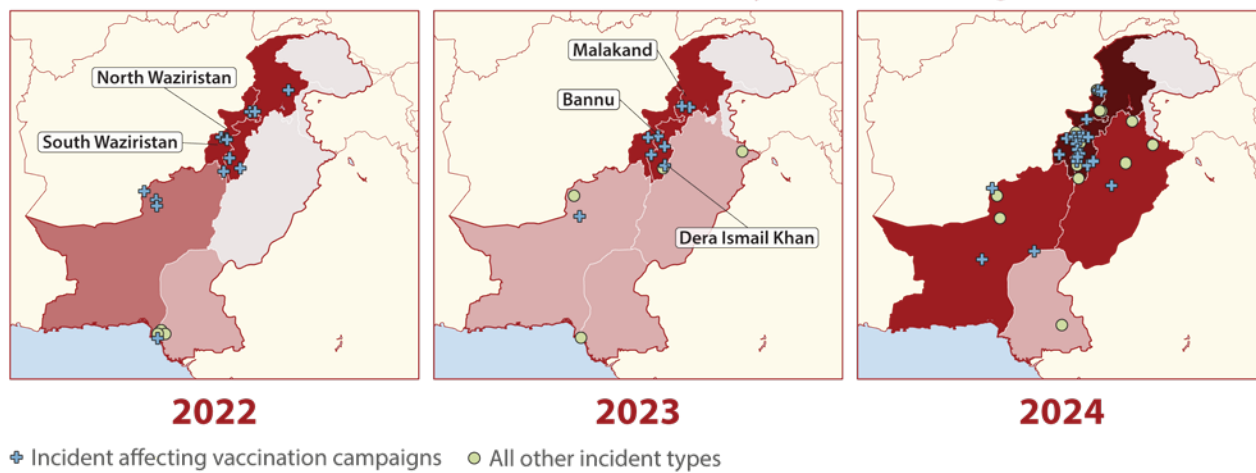 North Waziristan
South Waziristan
Malakand
Bannu
Dera Ismail Khan
2022
2023
2024
Incident affecting vaccination campaigns
All other incident types